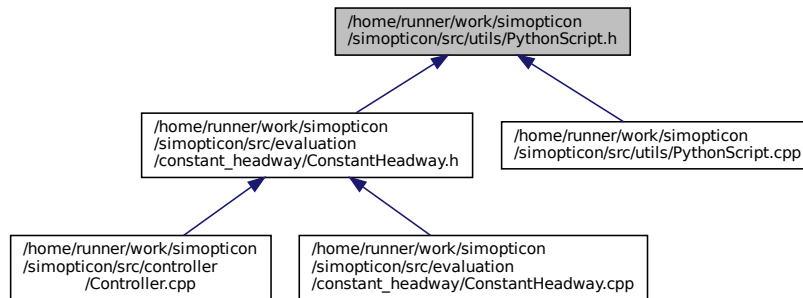 /home/runner/work/simopticon
/simopticon/src/utils/PythonScript.h
/home/runner/work/simopticon
/simopticon/src/evaluation
/constant_headway/ConstantHeadway.h
/home/runner/work/simopticon
/simopticon/src/utils/PythonScript.cpp
/home/runner/work/simopticon
/simopticon/src/controller
/Controller.cpp
/home/runner/work/simopticon
/simopticon/src/evaluation
/constant_headway/ConstantHeadway.cpp